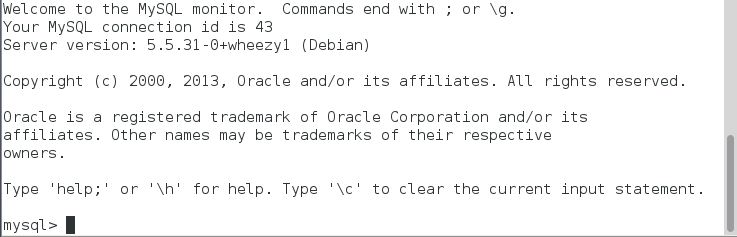 Welcome to the MySQL monitor.  Commands end with ; or \g.
Your MySQL connection id is 43
Server version: 5.5.31-0+wheezy1 (Debian)
Copyright (c) 2000, 2013, Oracle and/or its affiliates. All rights reserved.
Oracle is a registered trademark of Oracle Corporation and/or its
affiliates. Other names may be trademarks of their respective
owners.
Type 'help;' or '\h' for help. Type '\c' to clear the current input statement.
mysql>